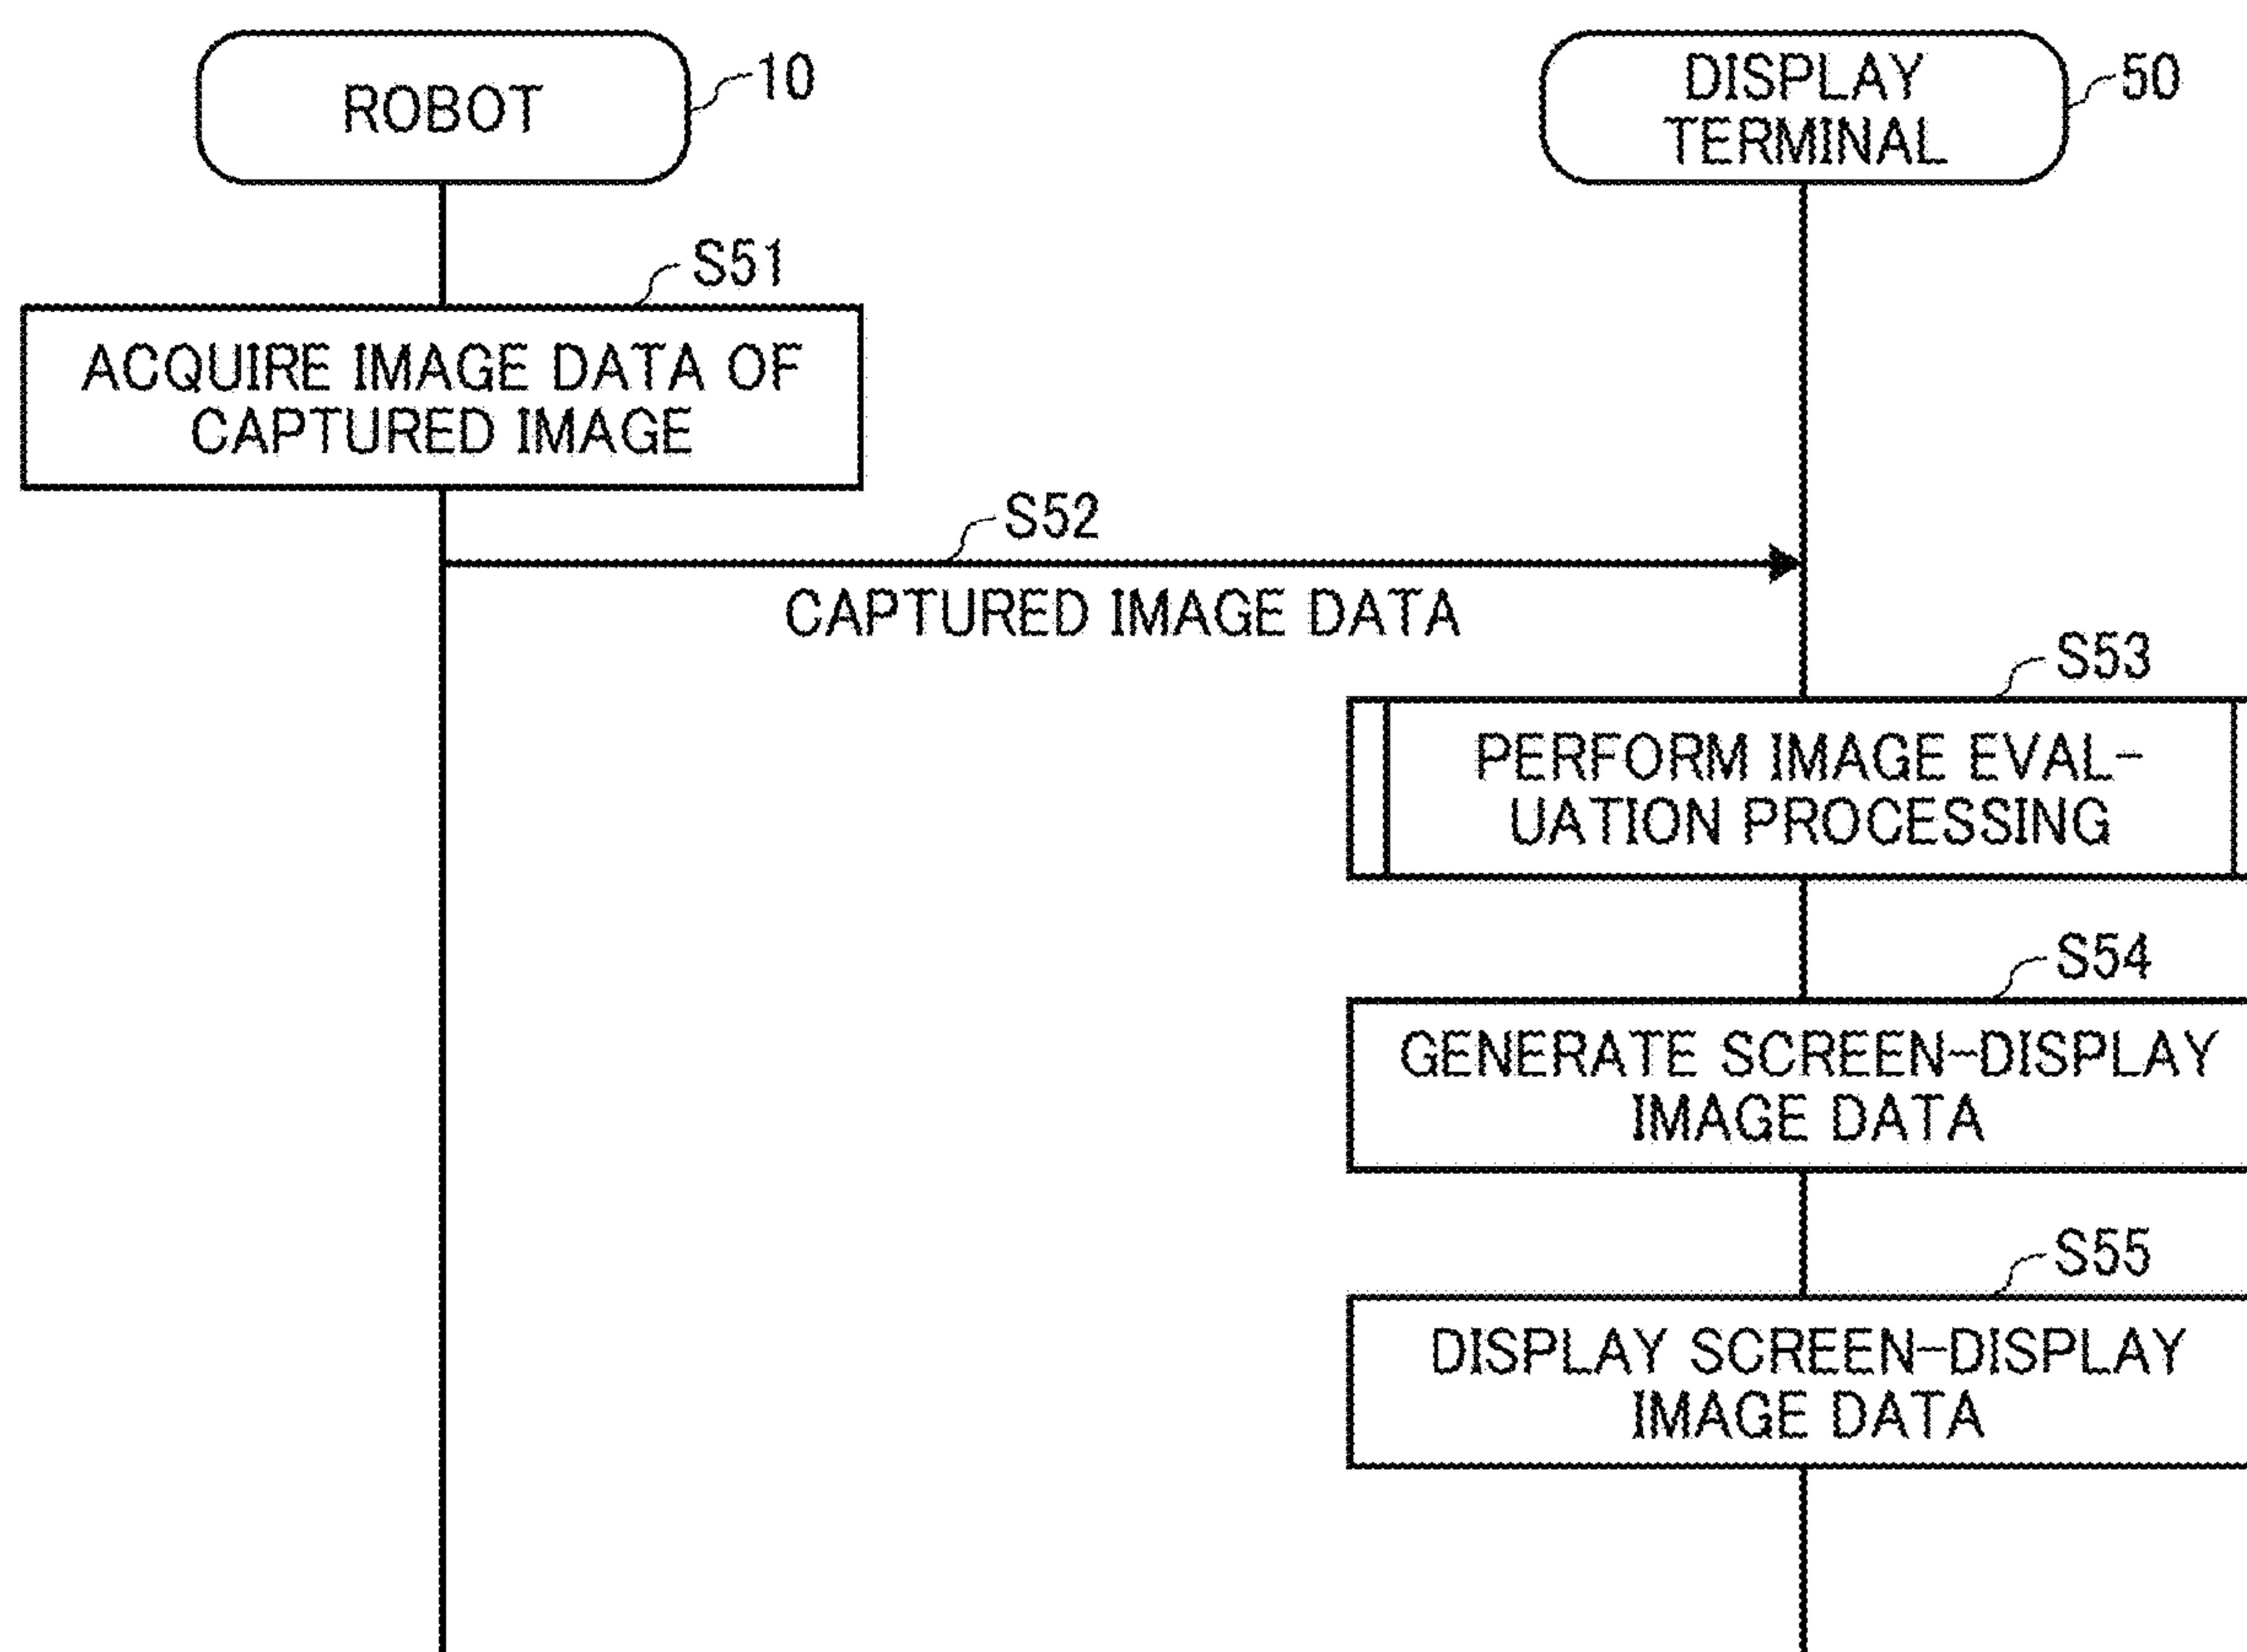 ROBOT
10
DISPLAY
TERMINAL
50
S51
ACQUIRE IMAGE DATA OF
CAPTURED IMAGE
S52
CAPTURED IMAGE DATA
S53
PERFORM IMAGE EVAL-
UATION PROCESSING
S54
GENERATE SCREEN-DISPLAY
IMAGE DATA
S55
DISPLAY SCREEN-DISPLAY
IMAGE DATA